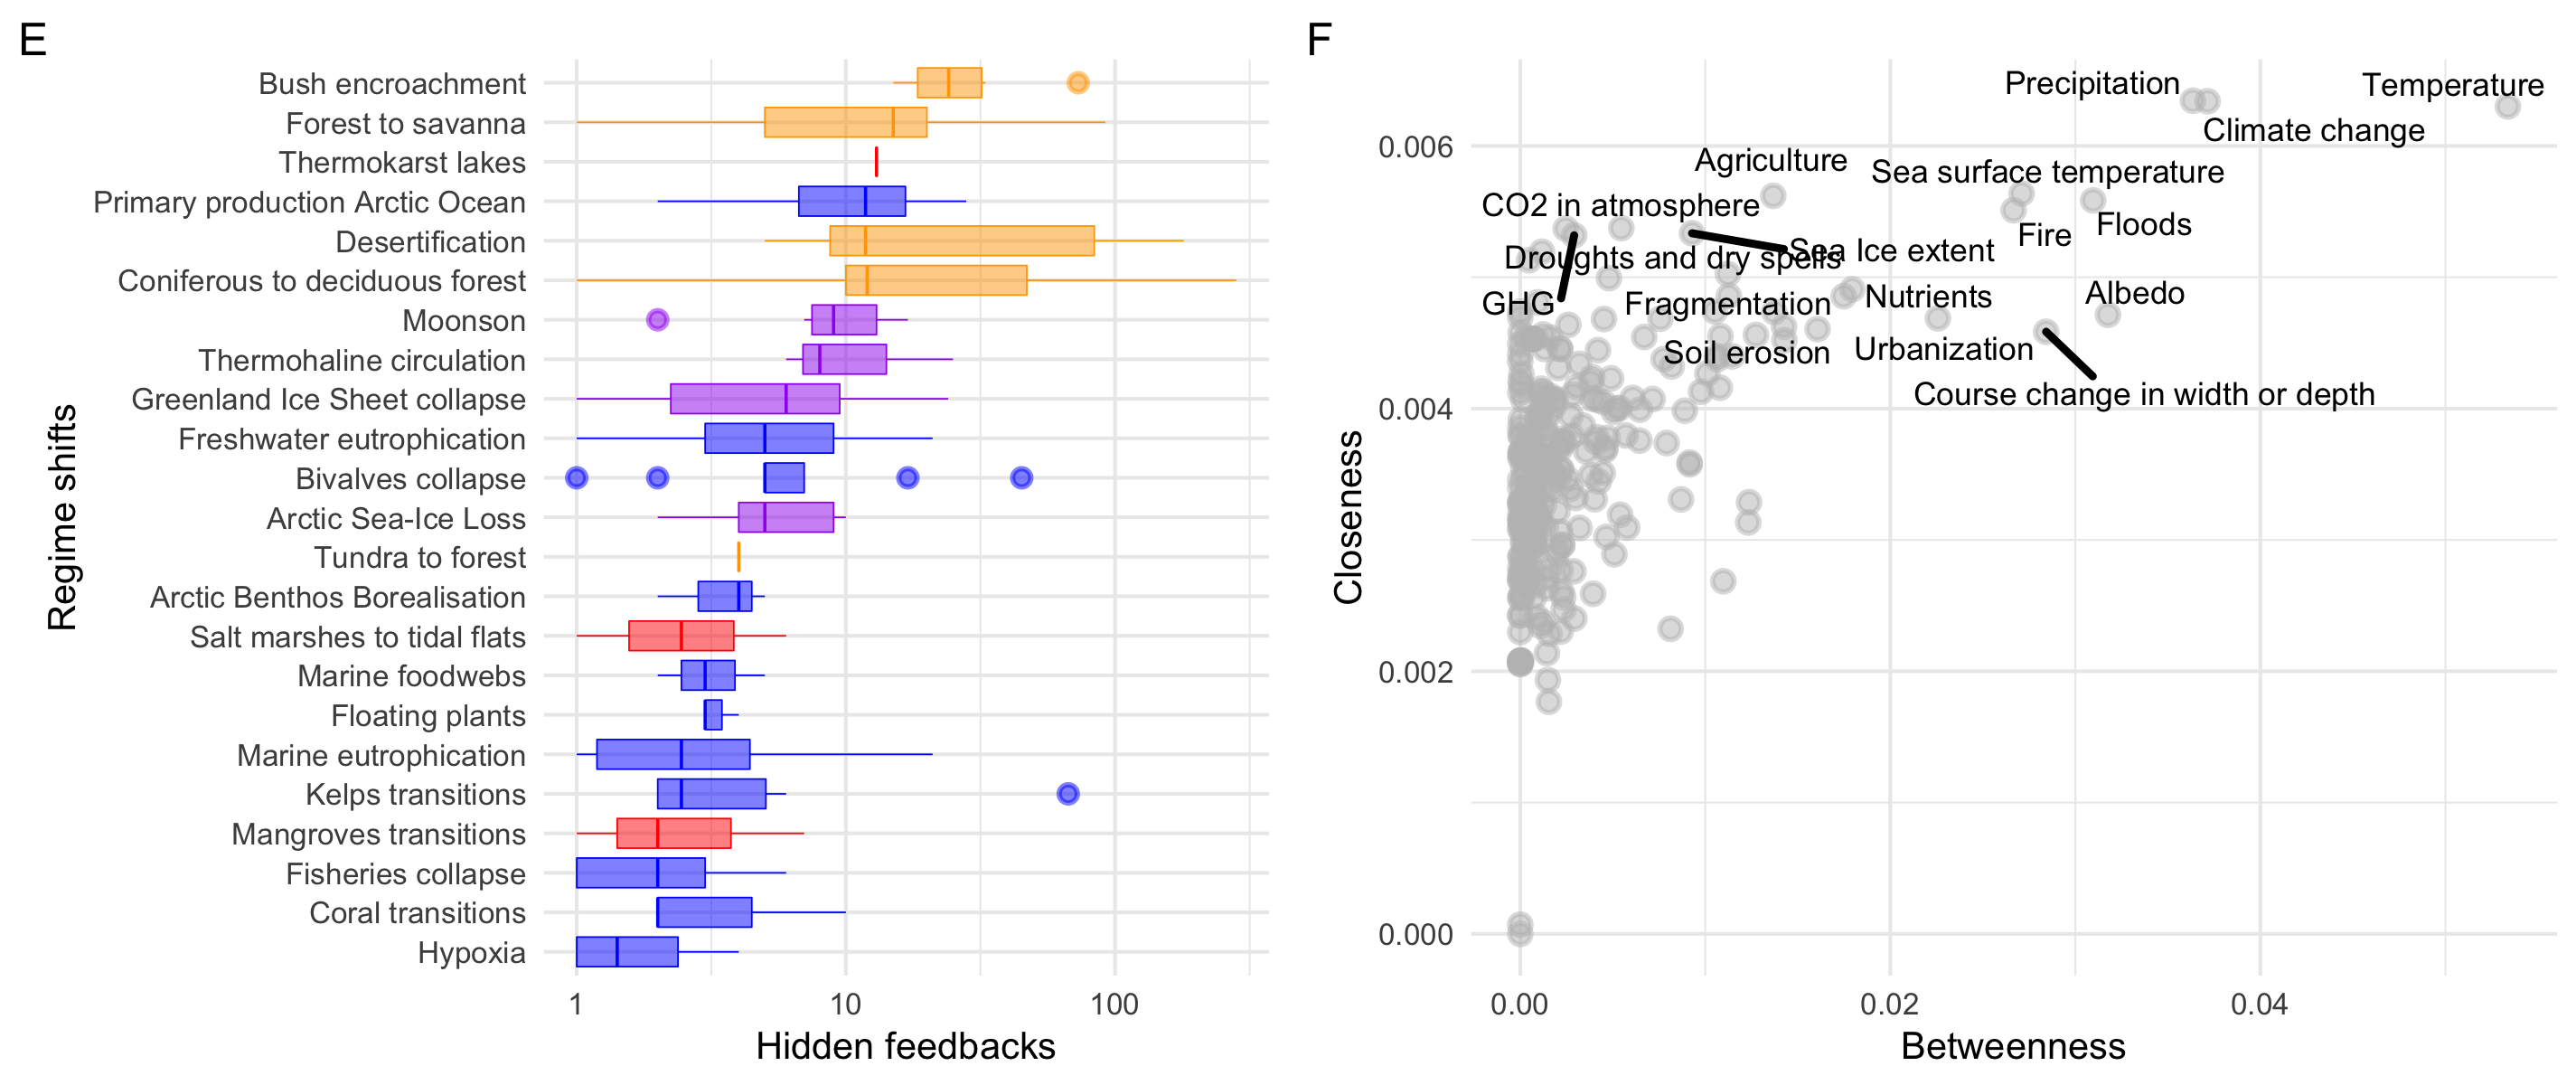 E
Bush encroachment
Forest to savanna
Thermokarst lakes
Primary production Arctic Ocean
Desertification
Coniferous to deciduous forest
Moonson
Thermohaline circulation
Greenland Ice Sheet collapse
Freshwater eutrophication
Bivalves collapse
Arctic Sea-Ice Loss
Tundra to forest
Arctic Benthos Borealisation
Salt marshes to tidal flats
Marine foodwebs
Floating plants
Marine eutrophication
Kelps transitions
Mangroves transitions
Fisheries collapse
Coral transitions
Hypoxia
Regime shifts
1 10 100
Hidden feedbacks
F
Precipitation
Temperature
Climate change
Agriculture
Sea surface temperature
CO2 in atmosphere
Floods
Fire
Sea Ice extent
Droughts and dry spells
Albedo
Nutrients
GHG
Fragmentation
Urbanization
Soil erosion
Course change in width or depth
0.006
0.004
0.002
0.000
Closeness
0.00 0.02 0.04
Betweenness